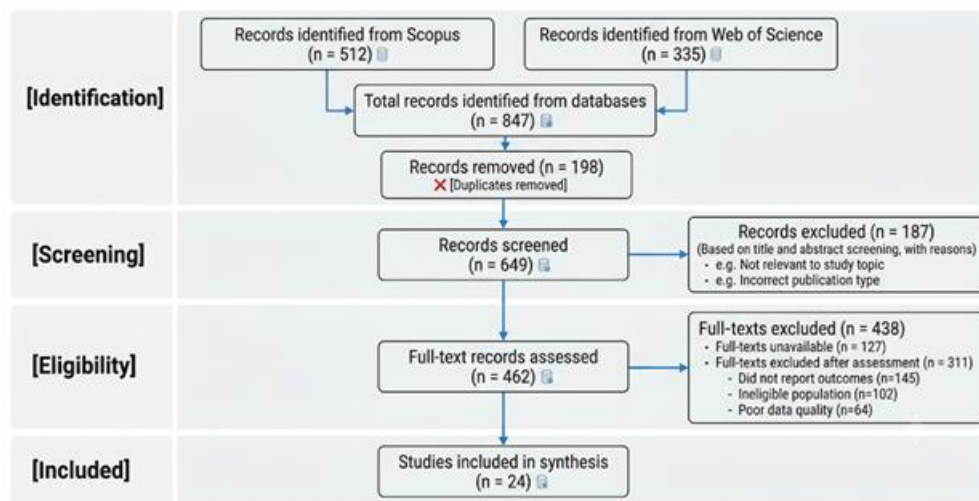 Records identified from Scopus
(n = 512)
Records identified from Web of Science
(n = 335)
[Identification]
Total records identified from databases
(n = 847)
Records removed (n = 198)
❌ [Duplicates removed]
[Screening]
Records screened
(n = 649)
Records excluded (n = 187)
(Based on title and abstract screening, with reasons)
- e.g. Not relevant to study topic
- e.g. Incorrect publication type
[Eligibility]
Full-text records assessed
(n = 462)
Full-texts excluded (n = 438)
- Full-texts unavailable (n = 127)
- Full-texts excluded after assessment (n = 311)
- Did not report outcomes (n=145)
- Ineligible population (n=102)
- Poor data quality (n=64)
[Included]
Studies included in synthesis
(n = 24)